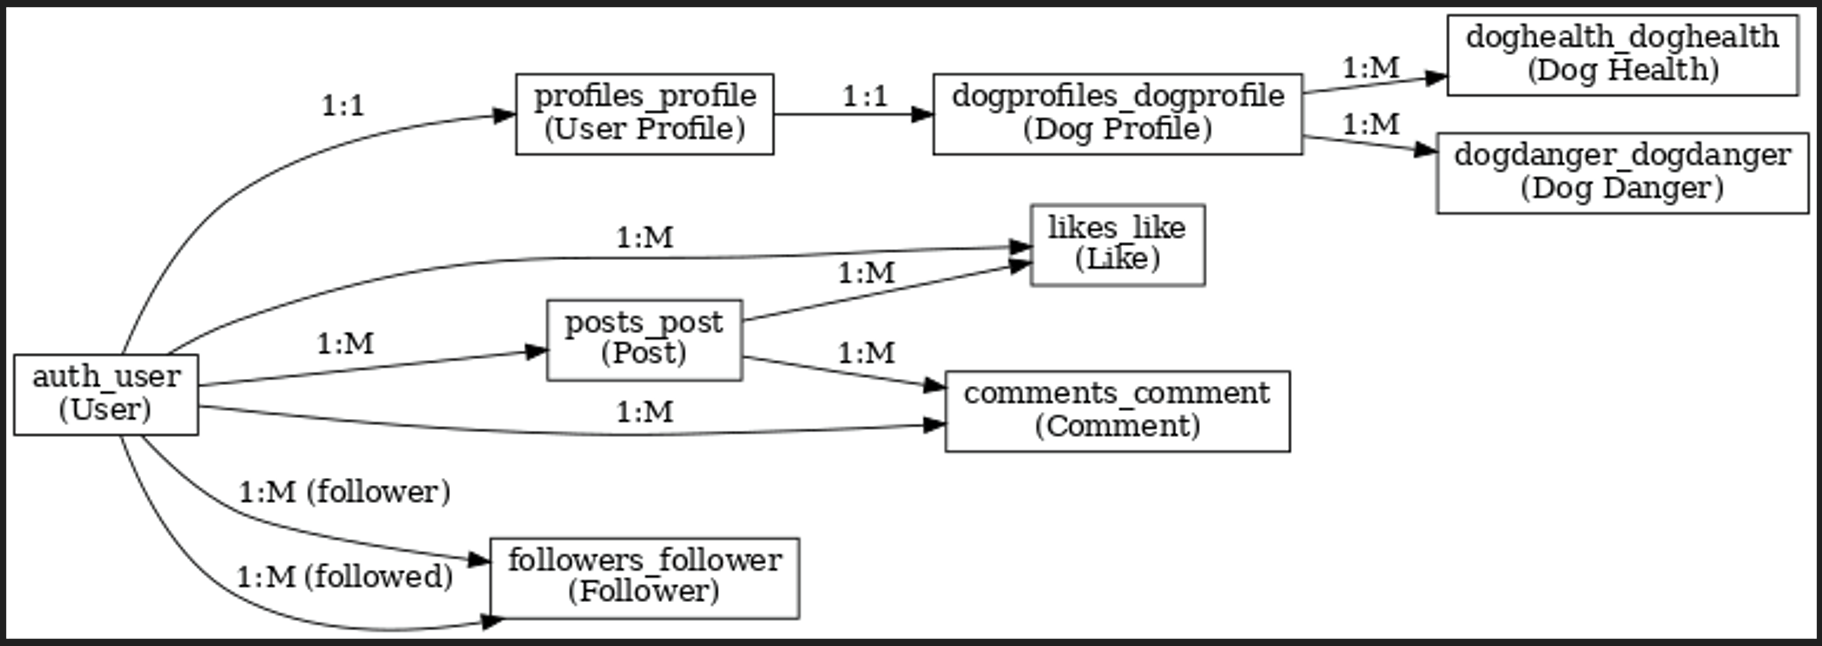 doghealth_doghealth
(Dog Health)
1:M
profiles_profile
(User Profile)
1:1
1:1
dogprofiles_dogprofile
(Dog Profile)
1:M
dogdanger_dogdanger
(Dog Danger)
likes_like
(Like)
1:M
1:M
posts_post
(Post)
1:M
1:M
auth_user
(User)
comments_comment
(Comment)
1:M
1:M (follower)
followers_follower
(Follower)
1:M (followed)